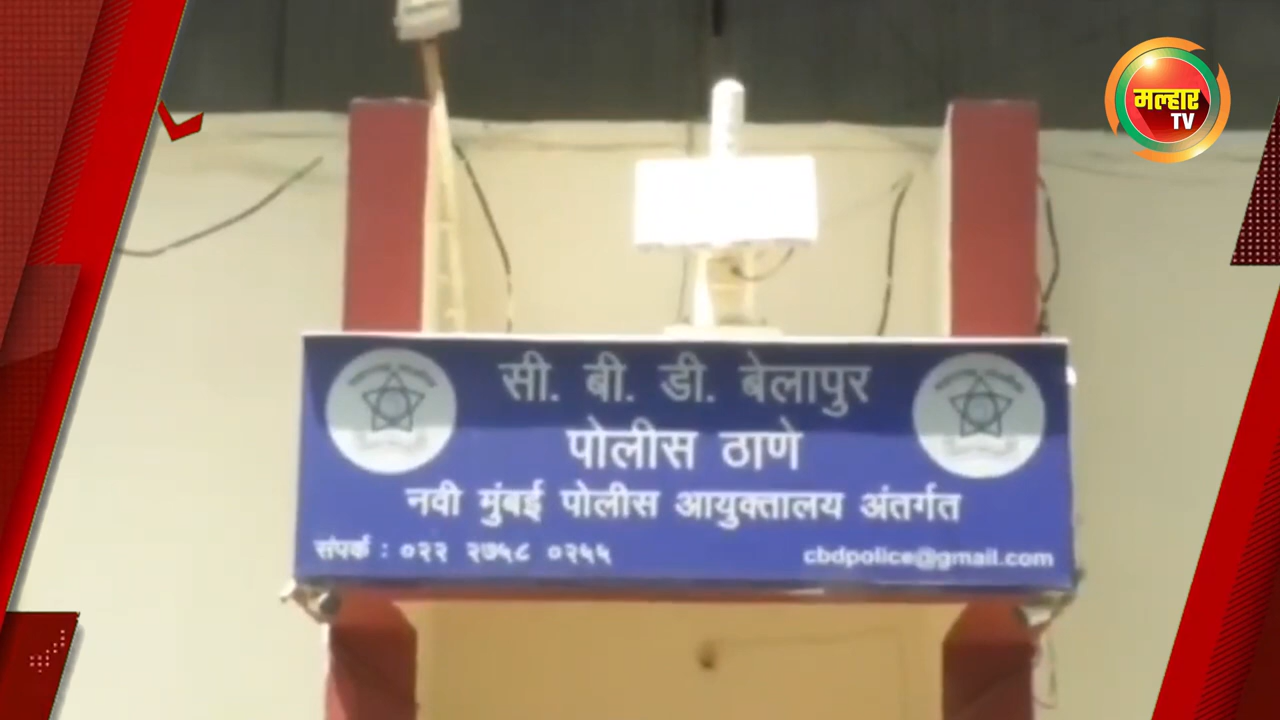 मल्हार
TV
सी. बी. डी. बेलापुर
पोलीस ठाणे
नवी मुंबई पोलीस आयुक्तालय अंतर्गत
संपर्क : ०२२ २७५८ ०२५५
cbdpolice@gmail.com